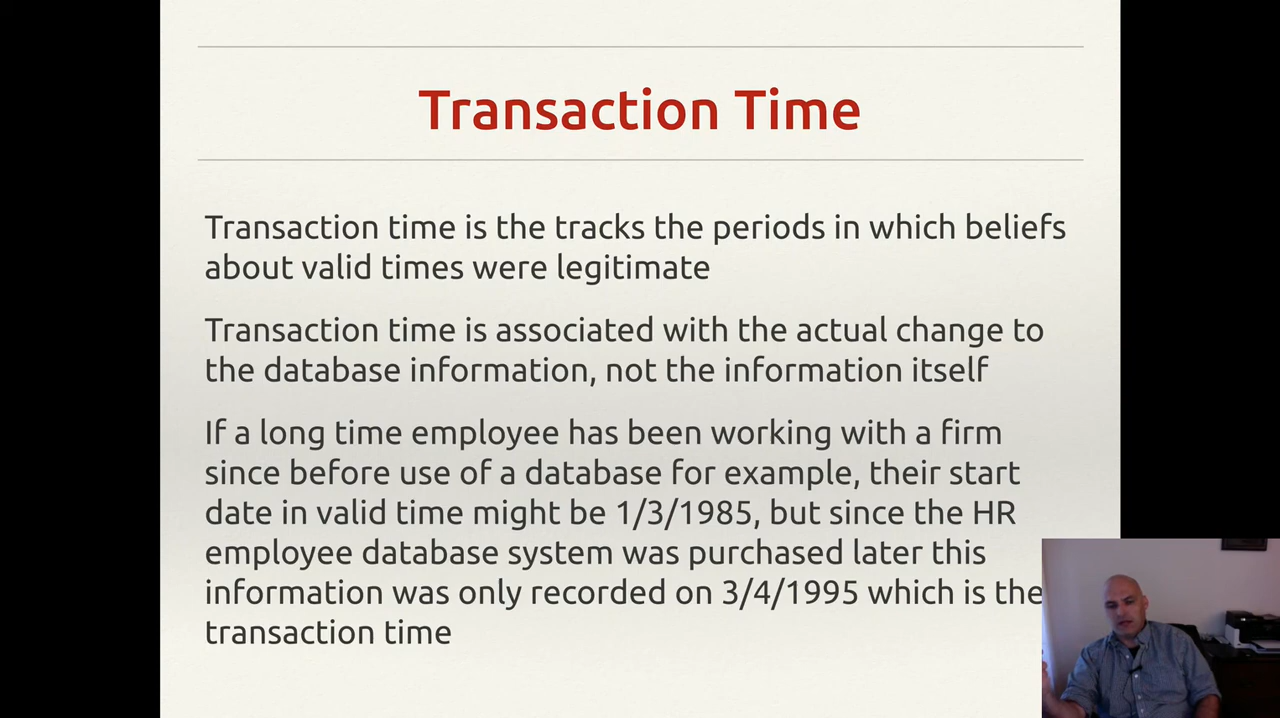 Transaction Time
Transaction time is the tracks the periods in which beliefs
about valid times were legitimate
Transaction time is associated with the actual change to
the database information, not the information itself
If a long time employee has been working with a firm
since before use of a database for example, their start
date in valid time might be 1/3/1985, but since the HR
employee database system was purchased later this
information was only recorded on 3/4/1995 which is the
transaction time